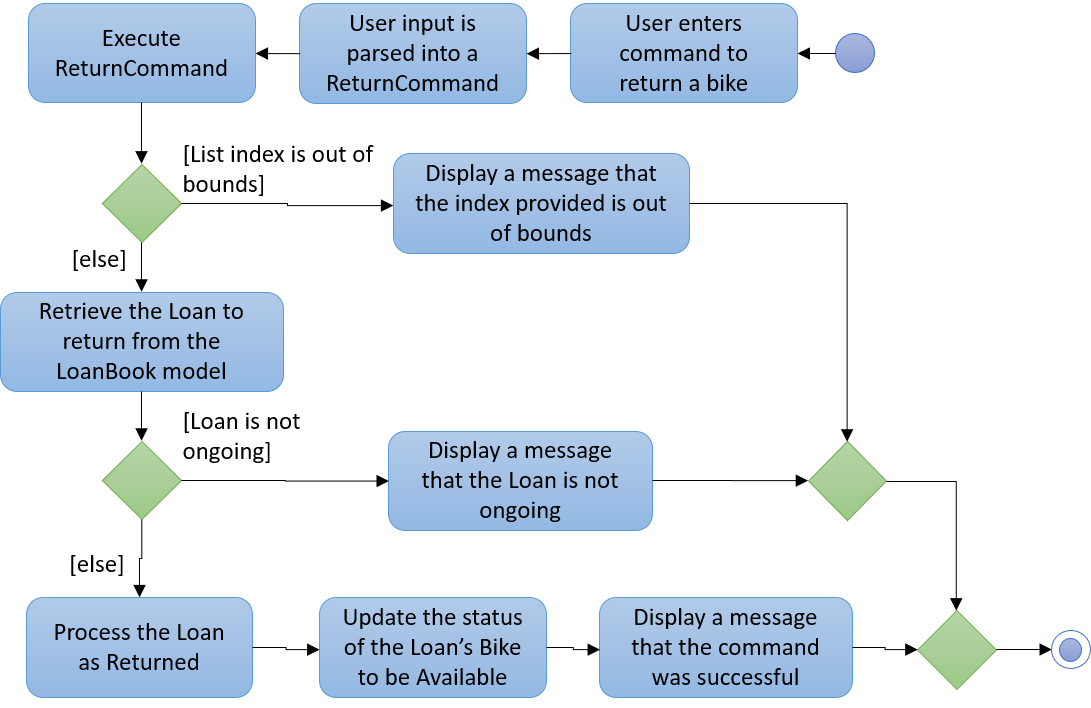 Execute
ReturnCommand
User input is
parsed into a
ReturnCommand
User enters
command to
return a bike
[List index is out of
bounds]
Display a message that
the index provided is out
of bounds
[else]
Retrieve the Loan to
return from the
LoanBook model
[Loan is not
ongoing]
Display a message
that the Loan is not
ongoing
[else]
Process the Loan
as Returned
Update the status
of the Loan’s Bike
to be Available
Display a message
that the command
was successful